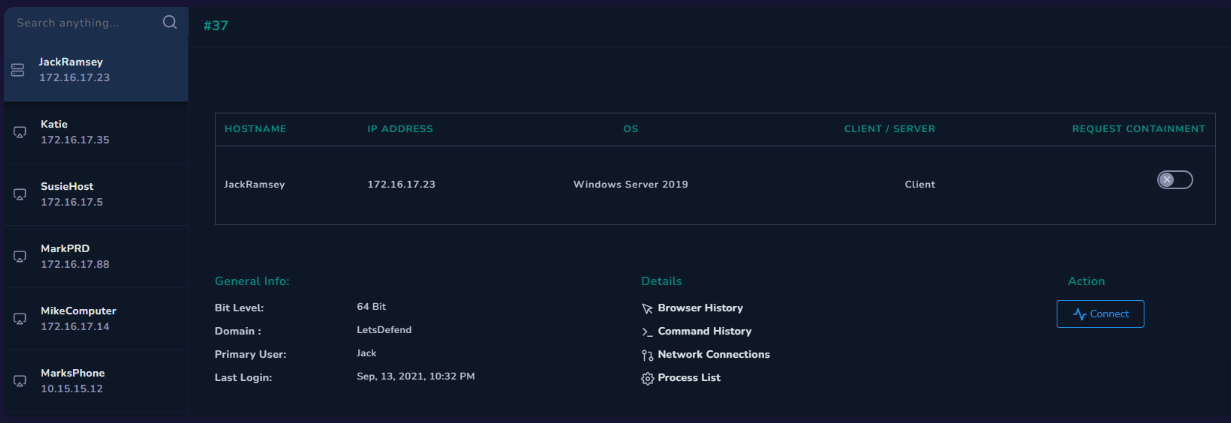 Search anything...
#37
JackRamsey
172.16.17.23
Katie
172.16.17.35
SusieHost
172.16.17.5
MarkPRD
172.16.17.88
MikeComputer
172.16.17.14
MarksPhone
10.15.15.12
HOSTNAME IP ADDRESS OS CLIENT / SERVER REQUEST CONTAINMENT
JackRamsey 172.16.17.23 Windows Server 2019 Client
General Info:
Bit Level: 64 Bit
Domain : LetsDefend
Primary User: Jack
Last Login: Sep, 13, 2021, 10:32 PM
Details
Browser History
Command History
Network Connections
Process List
Action
Connect